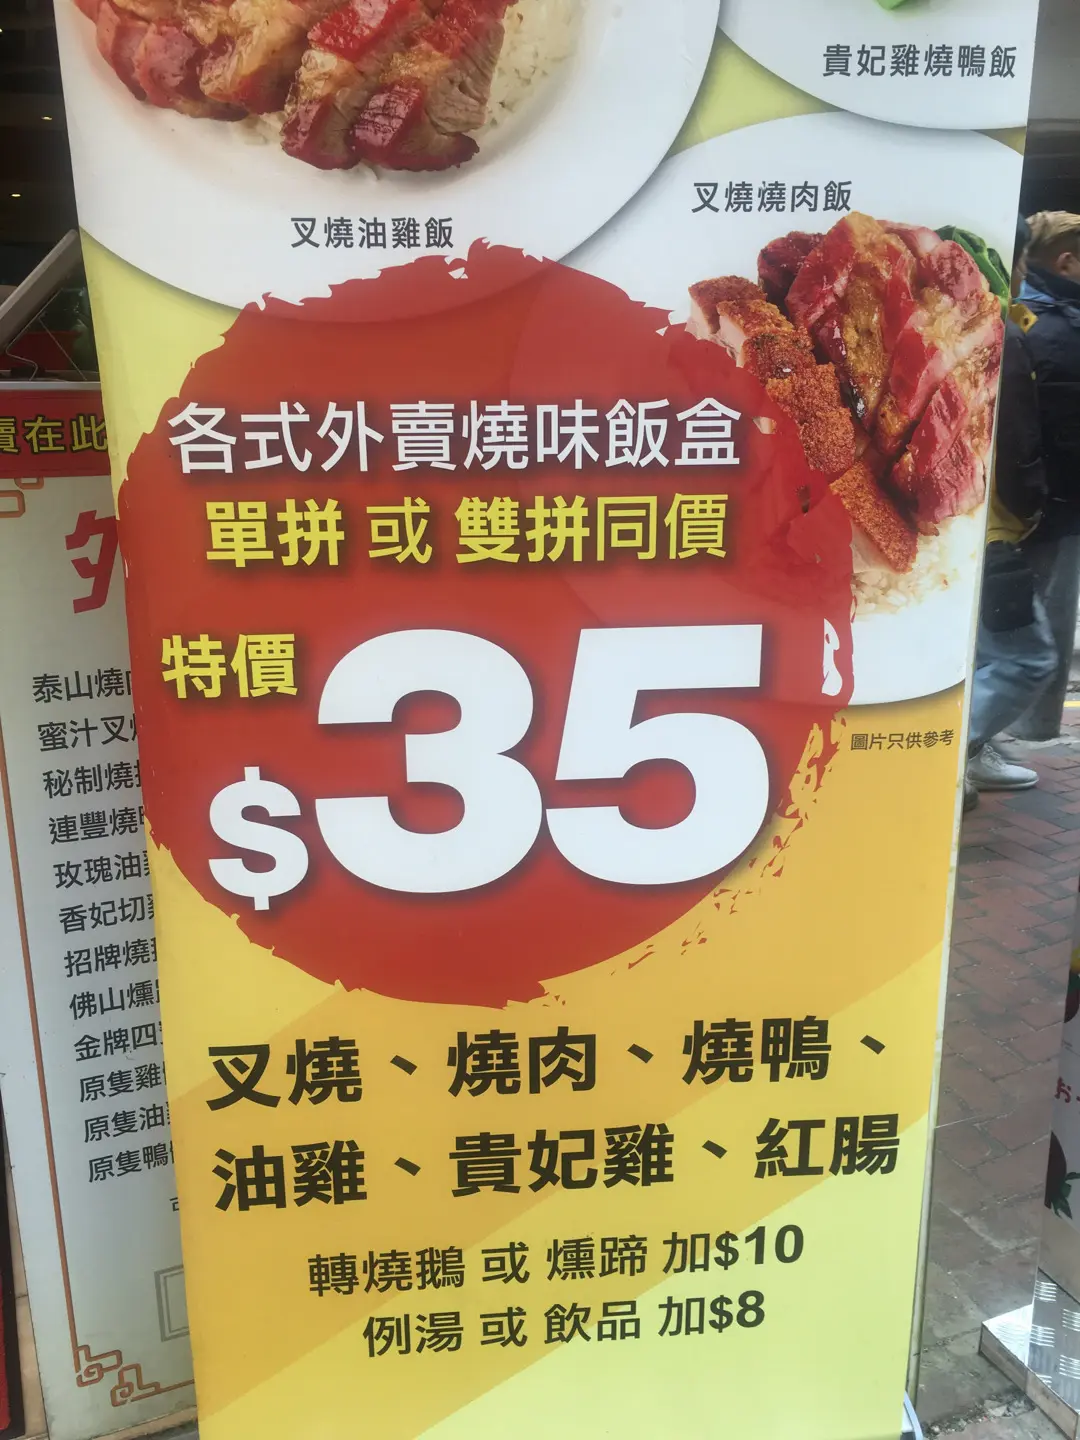 貴妃雞燒鴨飯
叉燒燒肉飯
叉燒油雞飯
各式外賣燒味飯盒
單拼 或 雙拼同價
特價
$35
圖片只供參考
叉燒、燒肉、燒鴨、
油雞、貴妃雞、紅腸
轉燒鵝 或 燻蹄 加$10
例湯 或 飲品 加$8
賣在此
外
泰山燒
蜜汁叉
秘制燒
連豐燒
玫瑰油
香妃切
招牌燒
佛山燻
金牌四
原隻雞
原隻油
原隻鴨